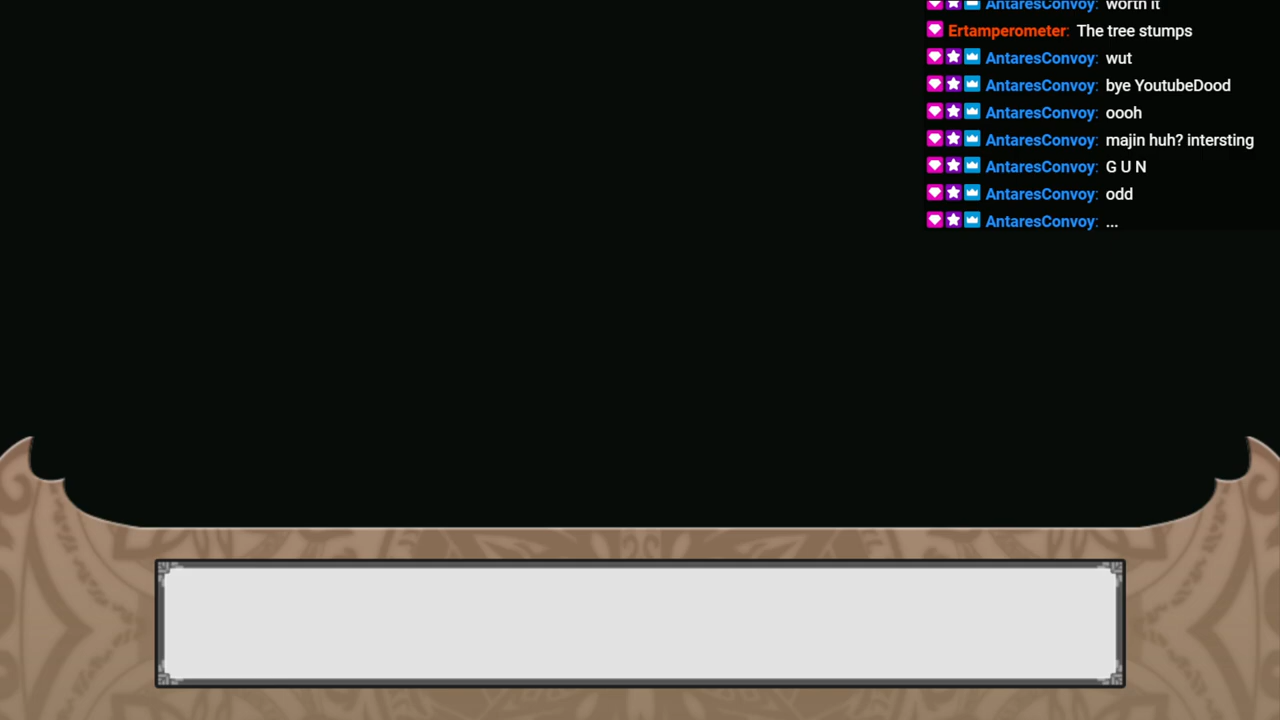 AntaresConvoy: worth it
Ertamperometer: The tree stumps
AntaresConvoy: wut
AntaresConvoy: bye YoutubeDood
AntaresConvoy: oooh
AntaresConvoy: majin huh? intersting
AntaresConvoy: G U N
AntaresConvoy: odd
AntaresConvoy: ...